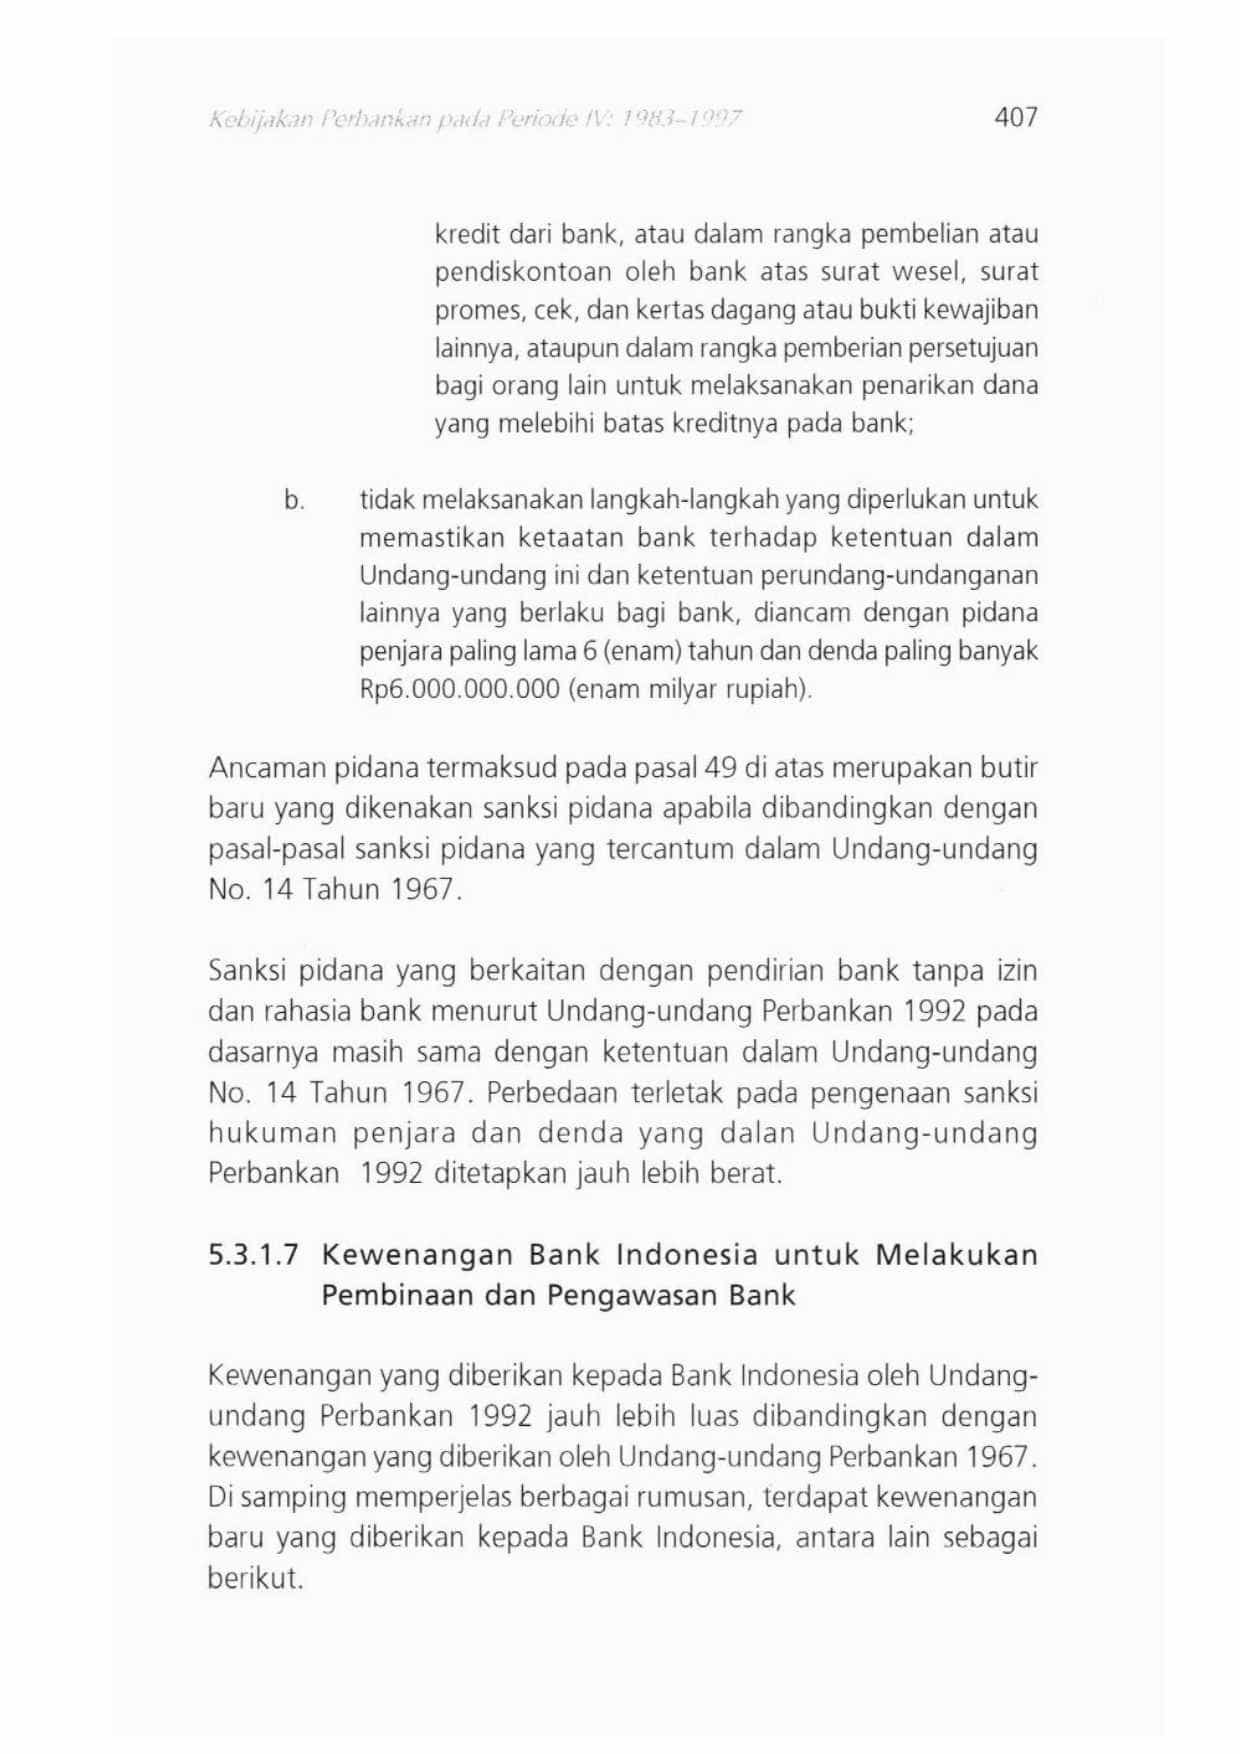 Kebijakan Perbankan pada Periode IV: 1983–1997 407
kredit dari bank, atau dalam rangka pembelian atau
pendiskontoan oleh bank atas surat wesel, surat
promes, cek, dan kertas dagang atau bukti kewajiban
lainnya, ataupun dalam rangka pemberian persetujuan
bagi orang lain untuk melaksanakan penarikan dana
yang melebihi batas kreditnya pada bank;
b. tidak melaksanakan langkah-langkah yang diperlukan untuk
memastikan ketaatan bank terhadap ketentuan dalam
Undang-undang ini dan ketentuan perundang-undanganan
lainnya yang berlaku bagi bank, diancam dengan pidana
penjara paling lama 6 (enam) tahun dan denda paling banyak
Rp6.000.000.000 (enam milyar rupiah).
Ancaman pidana termaksud pada pasal 49 di atas merupakan butir
baru yang dikenakan sanksi pidana apabila dibandingkan dengan
pasal-pasal sanksi pidana yang tercantum dalam Undang-undang
No. 14 Tahun 1967.
Sanksi pidana yang berkaitan dengan pendirian bank tanpa izin
dan rahasia bank menurut Undang-undang Perbankan 1992 pada
dasarnya masih sama dengan ketentuan dalam Undang-undang
No. 14 Tahun 1967. Perbedaan terletak pada pengenaan sanksi
hukuman penjara dan denda yang dalan Undang-undang
Perbankan 1992 ditetapkan jauh lebih berat.
5.3.1.7 Kewenangan Bank Indonesia untuk Melakukan
Pembinaan dan Pengawasan Bank
Kewenangan yang diberikan kepada Bank Indonesia oleh Undang-
undang Perbankan 1992 jauh lebih luas dibandingkan dengan
kewenangan yang diberikan oleh Undang-undang Perbankan 1967.
Di samping memperjelas berbagai rumusan, terdapat kewenangan
baru yang diberikan kepada Bank Indonesia, antara lain sebagai
berikut.